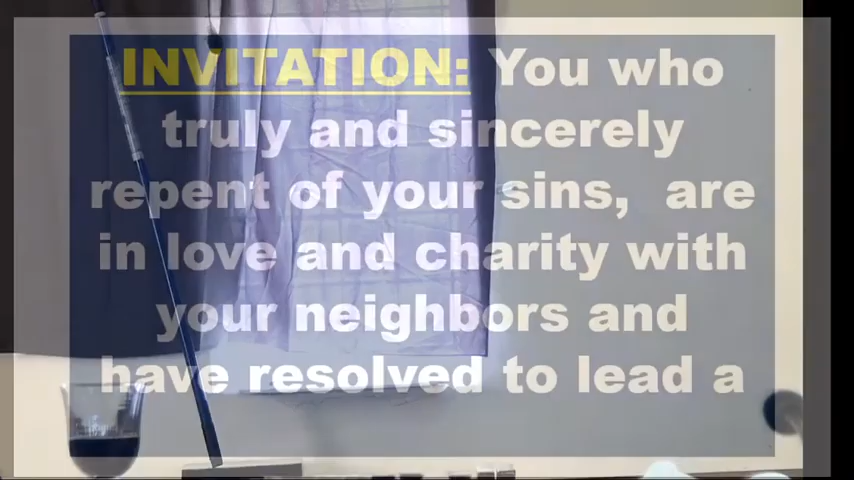 INVITATION: You who
truly and sincerely
repent of your sins, are
in love and charity with
your neighbors and
have resolved to lead a